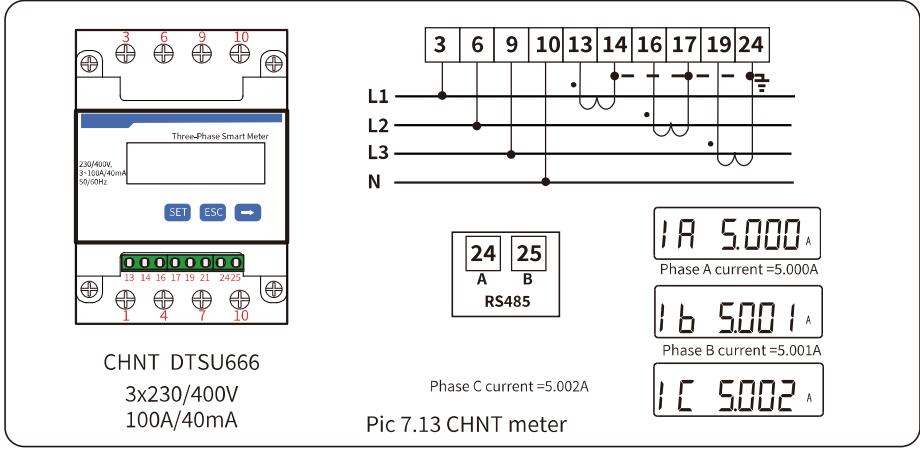 3 6 9 10
Three-Phase Smart Meter
230/400V,
3~100A/40mA
50/60Hz
SET ESC
13 14 16 17 19 21 24 25
1 4 7 10
CHNT DTSU666
3x230/400V
100A/40mA
3 6 9 10 13 14 16 17 19 24
L1
L2
L3
N
24 25
A B
RS485
1A 5.000 A
Phase A current =5.000A
1b 5.001 A
Phase B current =5.001A
1C 5.002 A
Phase C current =5.002A
Pic 7.13 CHNT meter